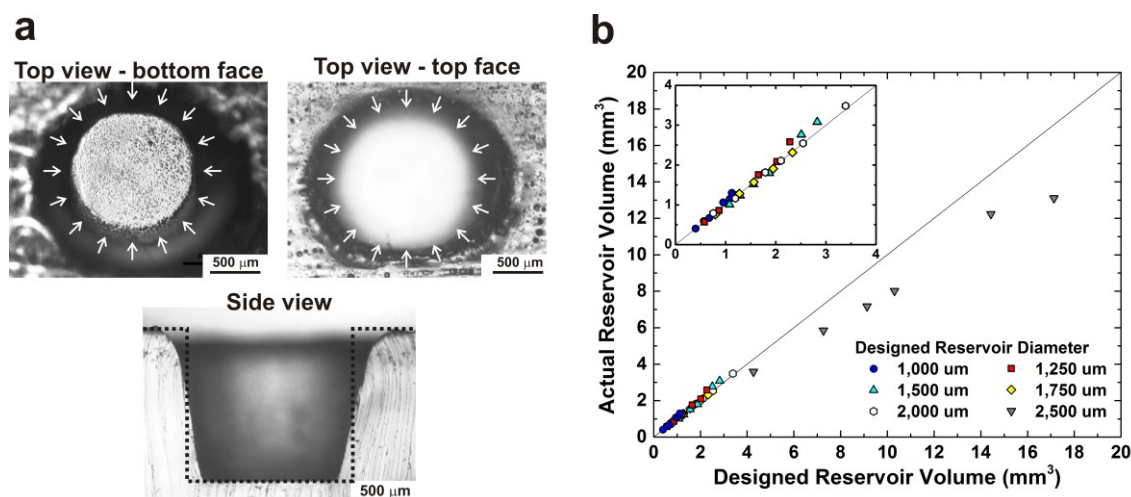 a
Top view - bottom face
Top view - top face
500 μm
500 μm
Side view
500 μm
b
Actual Reservoir Volume (mm³)
20
18
16
14
12
10
8
6
4
2
0
4
3
2
1
0
0 1 2 3 4
Designed Reservoir Diameter
1,000 um 1,250 um
1,500 um 1,750 um
2,000 um 2,500 um
0 2 4 6 8 10 12 14 16 18 20
Designed Reservoir Volume (mm³)